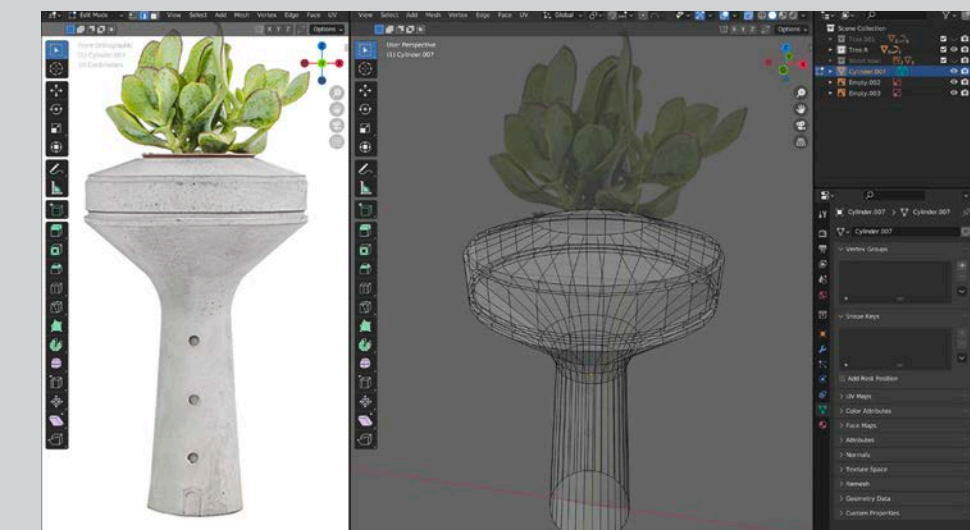 Edit Mode View Select Add Mesh Vertex Edge Face UV
View Select Add Mesh Vertex Edge Face UV Global
Options
Options
Front Orthographic
(1) Cylinder.007
User Perspective
(1) Cylinder.007
Scene Collection
Cylinder.007
Empty.002
Empty.003
Cylinder.007 > Cylinder.007
Cylinder.007
Vertex Groups
Shape Keys
Add Rest Position
UV Maps
Color Attributes
Face Maps
Attributes
Normals
Texture Space
Remesh
Geometry Data
Custom Properties